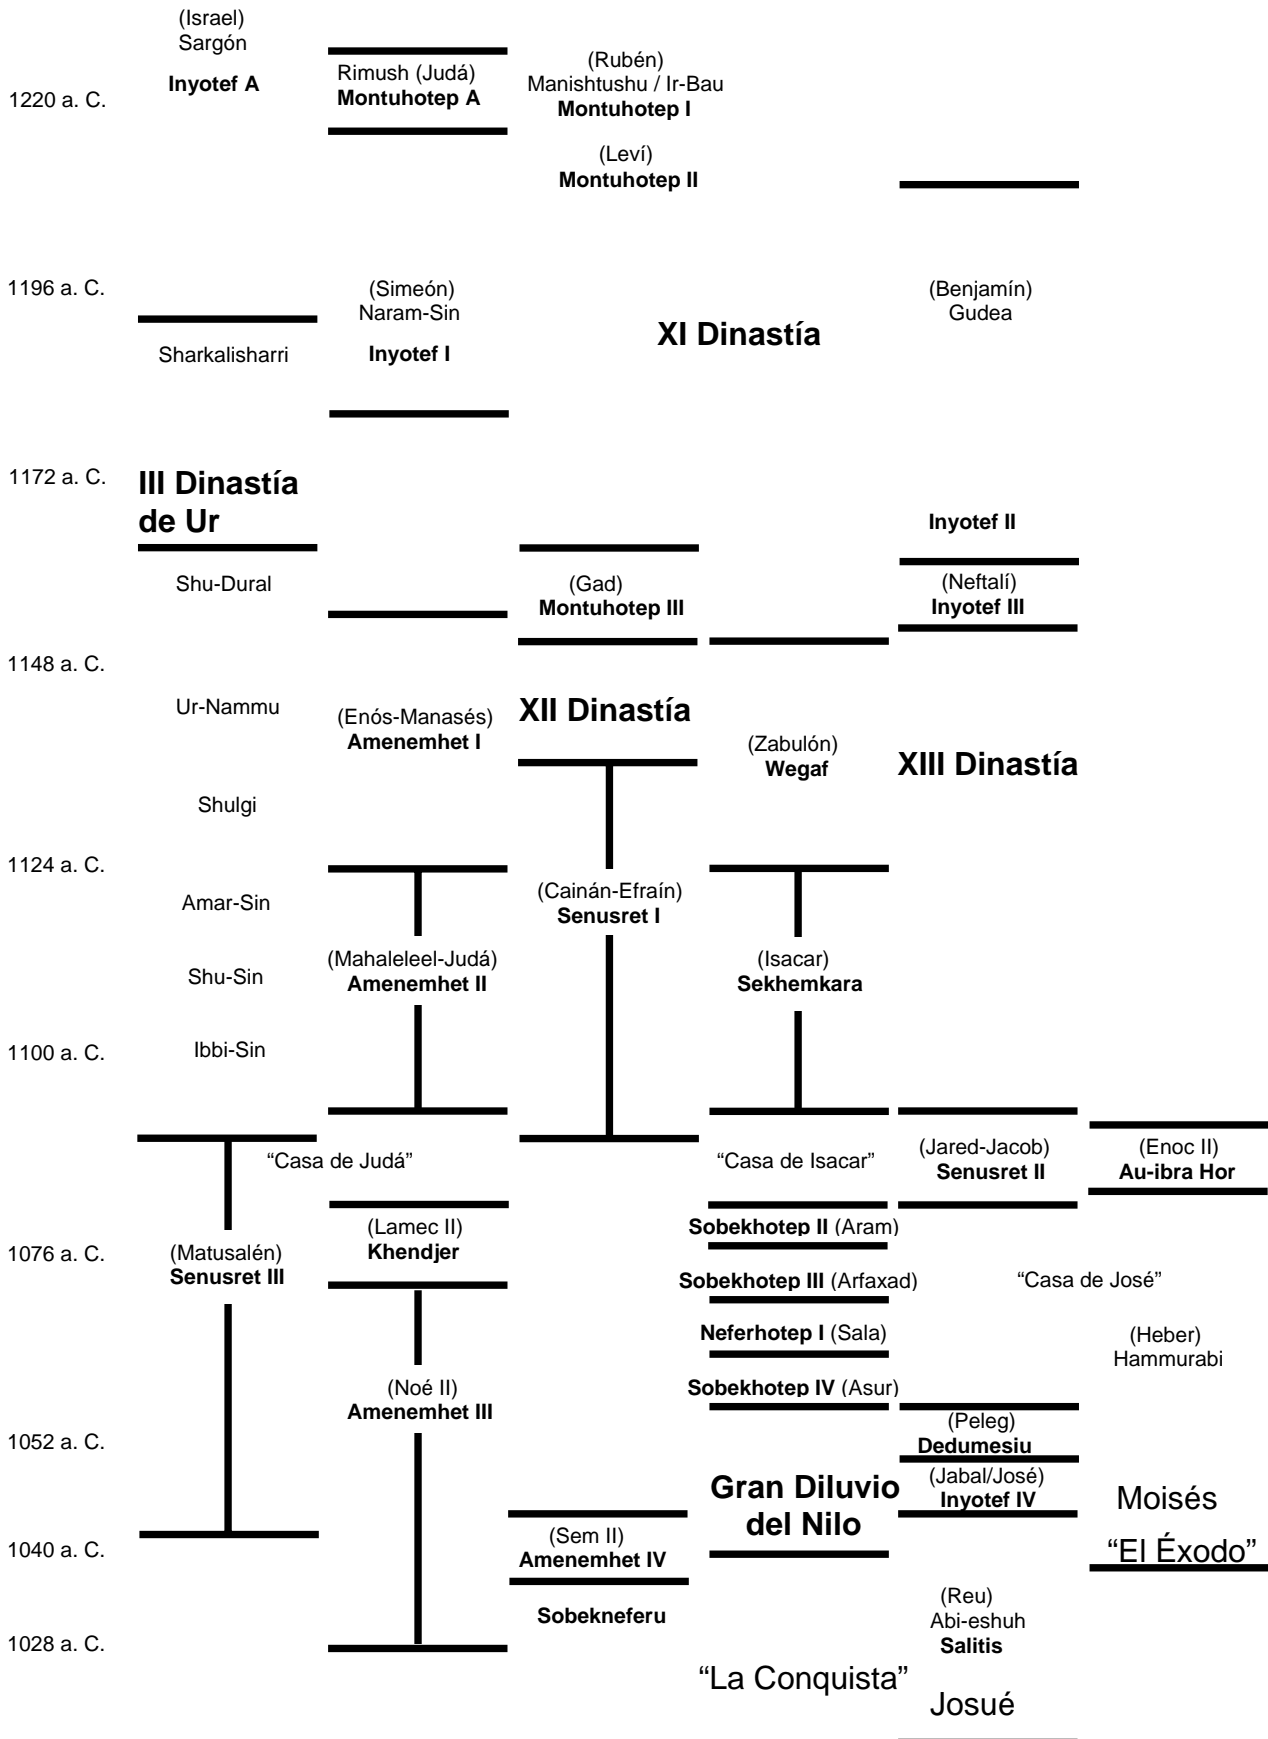 (Israel)
Sargón
Inyotef A
1220 a. C.
Rimush (Judá)
Montuhotep A
(Rubén)
Manishtushu / Ir-Bau
Montuhotep I
(Leví)
Montuhotep II
1196 a. C.
(Simeón)
Naram-Sin
Inyotef I
Sharkalisharri
XI Dinastía
(Benjamín)
Gudea
1172 a. C.
III Dinastía
de Ur
Inyotef II
Shu-Dural
(Gad)
Montuhotep III
(Neftalí)
Inyotef III
1148 a. C.
Ur-Nammu
(Enós-Manasés)
Amenemhet I
XII Dinastía
(Zabulón)
Wegaf
XIII Dinastía
Shulgi
1124 a. C.
Amar-Sin
(Cainán-Efraín)
Senusret I
Shu-Sin
(Mahaleleel-Judá)
Amenemhet II
(Isacar)
Sekhemkara
1100 a. C.
Ibbi-Sin
“Casa de Judá”
“Casa de Isacar”
(Jared-Jacob)
Senusret II
(Enoc II)
Au-ibra Hor
1076 a. C.
(Matusalén)
Senusret III
(Lamec II)
Khendjer
Sobekhotep II (Aram)
Sobekhotep III (Arfaxad)
“Casa de José”
Neferhotep I (Sala)
(Heber)
Hammurabi
(Noé II)
Amenemhet III
Sobekhotep IV (Asur)
1052 a. C.
(Peleg)
Dedumesiu
(Jabal/José)
Inyotef IV
Gran Diluvio
del Nilo
Moisés
“El Éxodo”
1040 a. C.
(Sem II)
Amenemhet IV
Sobekneferu
(Reu)
Abi-eshuh
Salitis
1028 a. C.
“La Conquista”
Josué